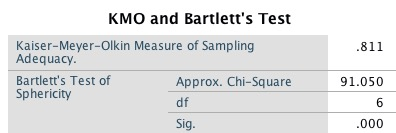 KMO and Bartlett's Test
Kaiser-Meyer-Olkin Measure of Sampling .811
Adequacy.
Bartlett's Test of Approx. Chi-Square 91.050
Sphericity
df 6
Sig. .000